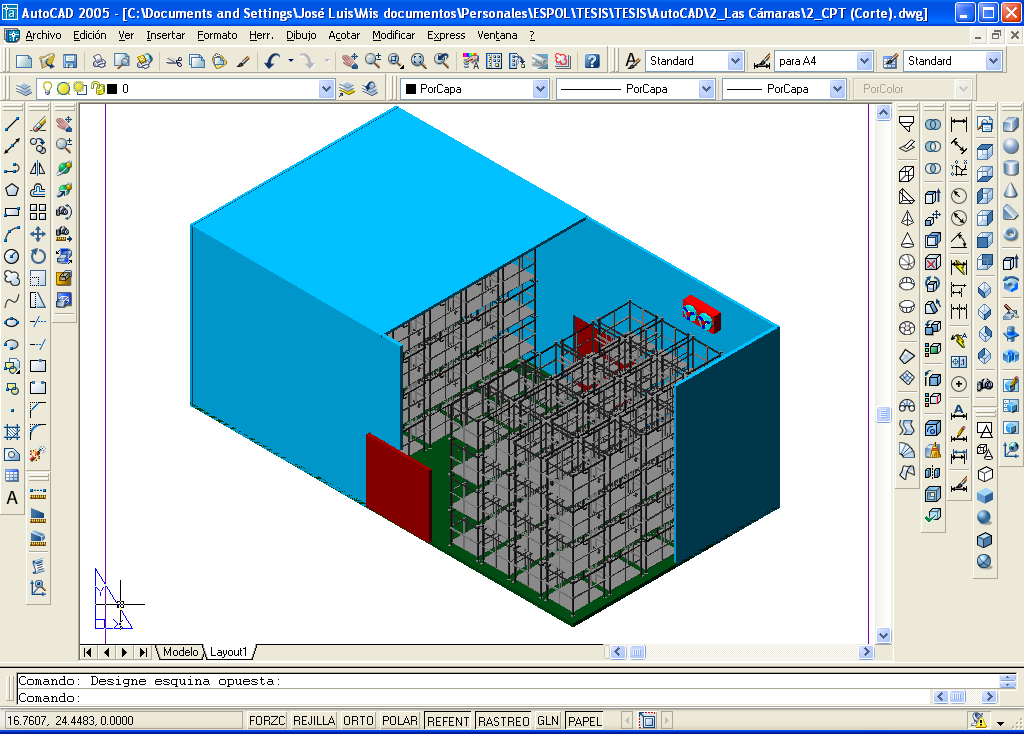 AutoCAD 2005 - [C:\Documents and Settings\José Luis\Mis documentos\Personales\ESPOL\TESIS\TESIS\AutoCAD\2_Las Cámaras\2_CPT (Corte).dwg]
Archivo Edición Ver Insertar Formato Herr. Dibujo Acotar Modificar Express Ventana ?
Standard para A4 Standard
0 PorCapa PorCapa PorCapa PorColor
A
Y
X
Modelo Layout1
Comando: Designe esquina opuesta:
Comando:
16.7607, 24.4483, 0.0000 FORZC REJILLA ORTO POLAR REFENT RASTREO GLN PAPEL